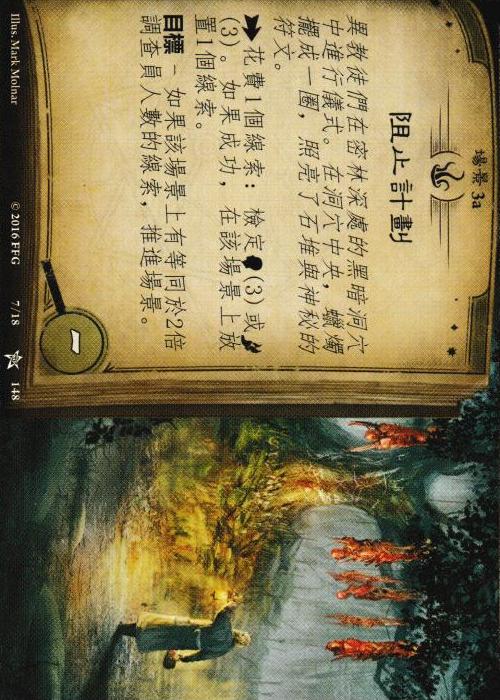 場景 3a
阻止計劃
異教徒們在密林深處的黑暗洞穴
中進行儀式。在洞穴中央，蠟燭
擺成一圈，照亮了石堆與神秘的
符文。
花費1個線索：檢定(3)或
(3)。如果成功，在該場景上放
置1個線索。
目標 – 如果該場景上有等同於2倍
調查員人數的線索，推進場景。
–
Illus. Mark Molnar
© 2016 FFG
7/18
148